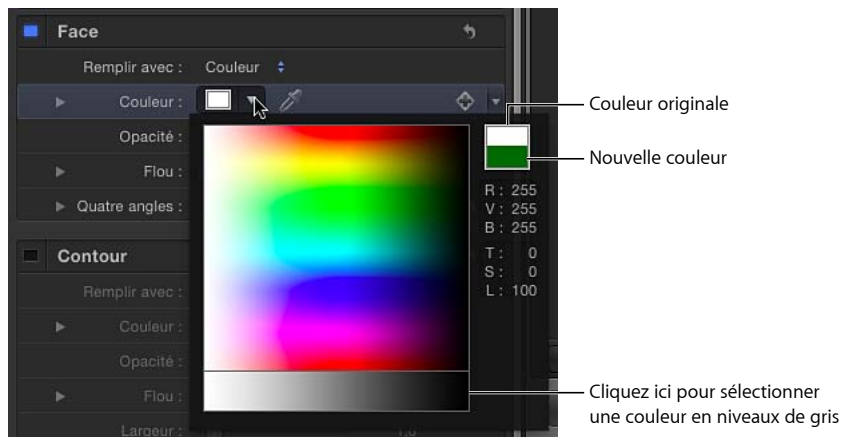 Face
Remplir avec : Couleur
Couleur :
Couleur originale
Opacité :
Nouvelle couleur
Flou :
R : 255
V : 255
B : 255
Quatre angles :
T : 0
S : 0
L : 100
Contour
Remplir avec :
Couleur :
Opacité :
Flou :
Cliquez ici pour sélectionner
une couleur en niveaux de gris
Largeur :